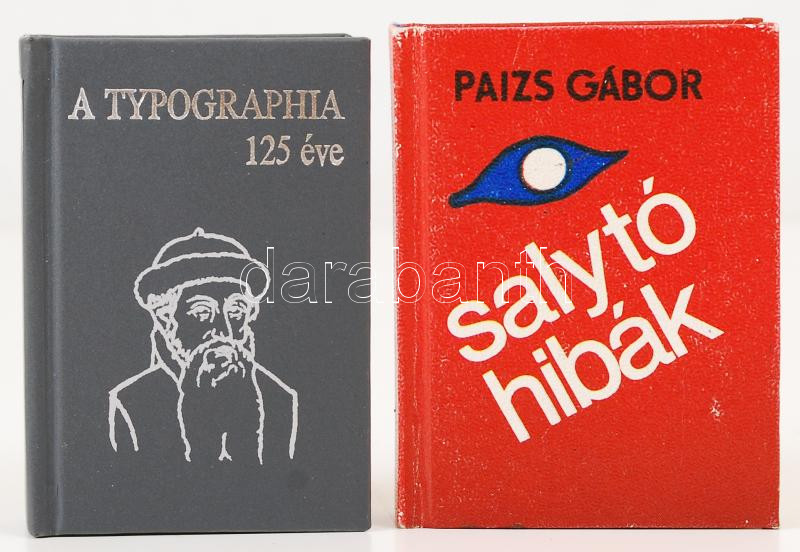 A TYPOGRAPHIA
125 éve
PAIZS GÁBOR
salytó
hibák
darabanth